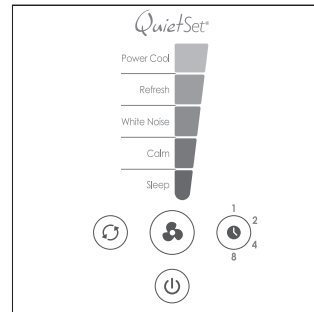 QuietSet®
Power Cool
Refresh
White Noise
Calm
Sleep
1
2
4
8